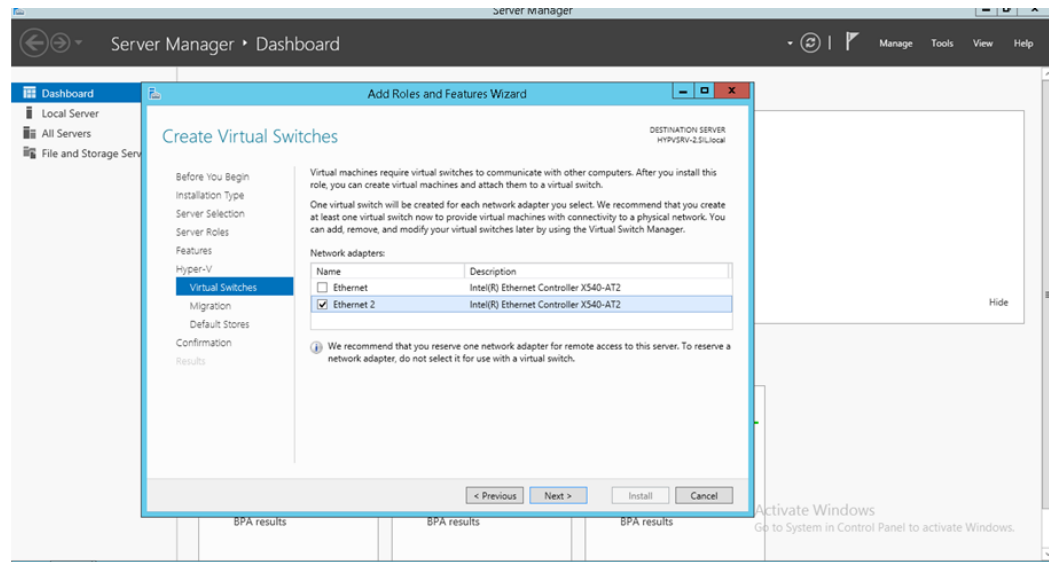 Server Manager
Server Manager • Dashboard
Manage Tools View Help
Dashboard
Local Server
All Servers
File and Storage Serv
Add Roles and Features Wizard
Create Virtual Switches
DESTINATION SERVER
HYPVSRV-2.SIL.local
Before You Begin
Installation Type
Server Selection
Server Roles
Features
Hyper-V
Virtual Switches
Migration
Default Stores
Confirmation
Results
Virtual machines require virtual switches to communicate with other computers. After you install this
role, you can create virtual machines and attach them to a virtual switch.
One virtual switch will be created for each network adapter you select. We recommend that you create
at least one virtual switch now to provide virtual machines with connectivity to a physical network. You
can add, remove, and modify your virtual switches later by using the Virtual Switch Manager.
Network adapters:
Name Description
Ethernet Intel(R) Ethernet Controller X540-AT2
Ethernet 2 Intel(R) Ethernet Controller X540-AT2
We recommend that you reserve one network adapter for remote access to this server. To reserve a
network adapter, do not select it for use with a virtual switch.
< Previous Next > Install Cancel
Hide
BPA results BPA results BPA results
Activate Windows
Go to System in Control Panel to activate Windows.